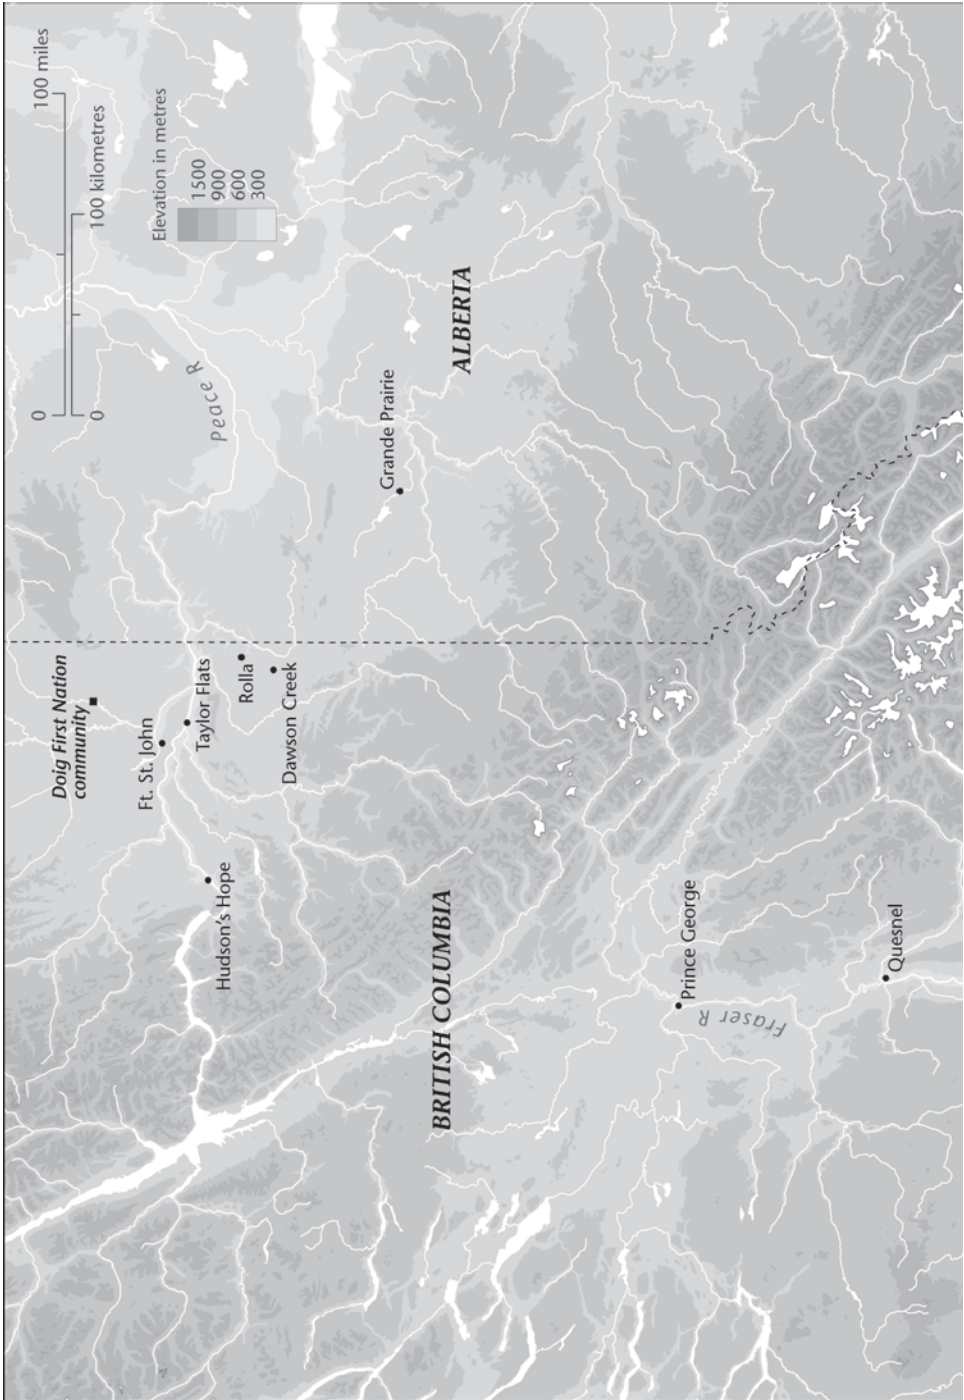 Doig First Nation
community
Ft. St. John
Taylor Flats
Hudson's Hope
Rolla
Dawson Creek
Peace R
Grande Prairie
BRITISH COLUMBIA
ALBERTA
Prince George
Fraser R
Quesnel
0
100 miles
0
100 kilometres
Elevation in metres
1500
900
600
300